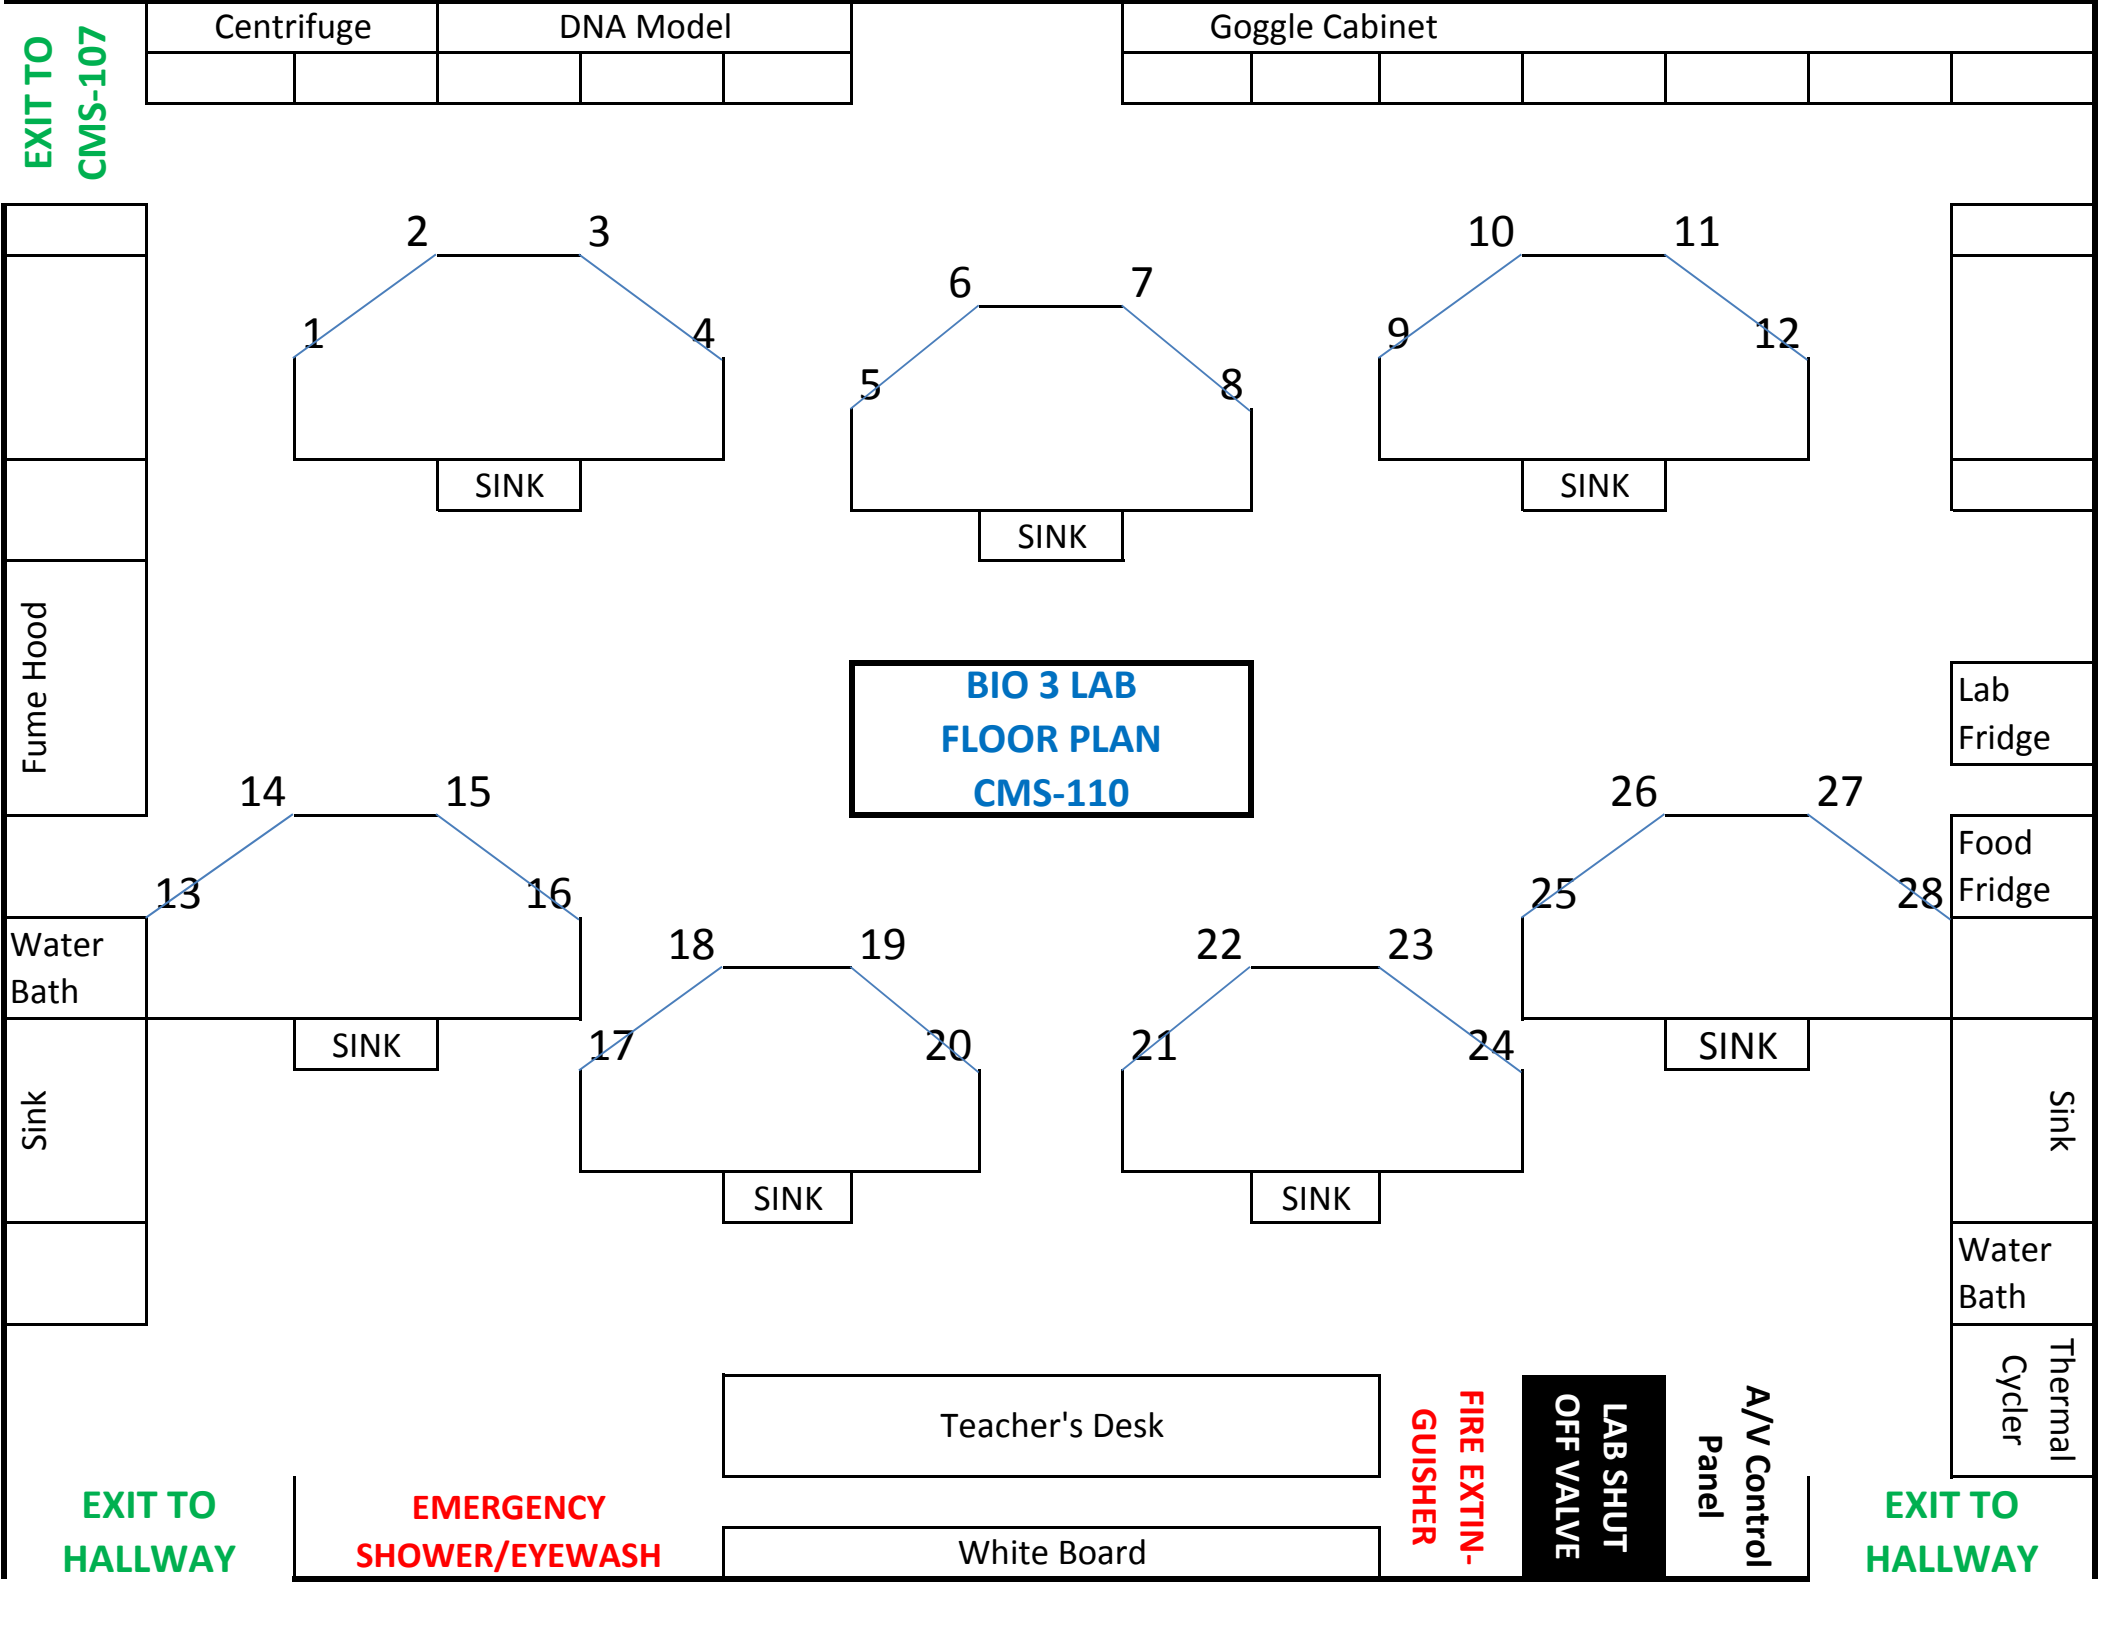 EXIT TO
CMS-107
Centrifuge
DNA Model
Goggle Cabinet
2
3
10
11
6
7
1
4
9
12
5
8
SINK
SINK
SINK
Fume Hood
BIO 3 LAB
FLOOR PLAN
CMS-110
Lab
Fridge
14
15
26
27
Food
Fridge
13
16
25
28
Water
Bath
18
19
22
23
SINK
17
20
21
24
SINK
Sink
Sink
SINK
SINK
Water
Bath
Thermal
Cycler
Teacher's Desk
FIRE EXTIN-
GUISHER
LAB SHUT
OFF VALVE
A/V Control
Panel
EXIT TO
HALLWAY
EMERGENCY
SHOWER/EYEWASH
White Board
EXIT TO
HALLWAY